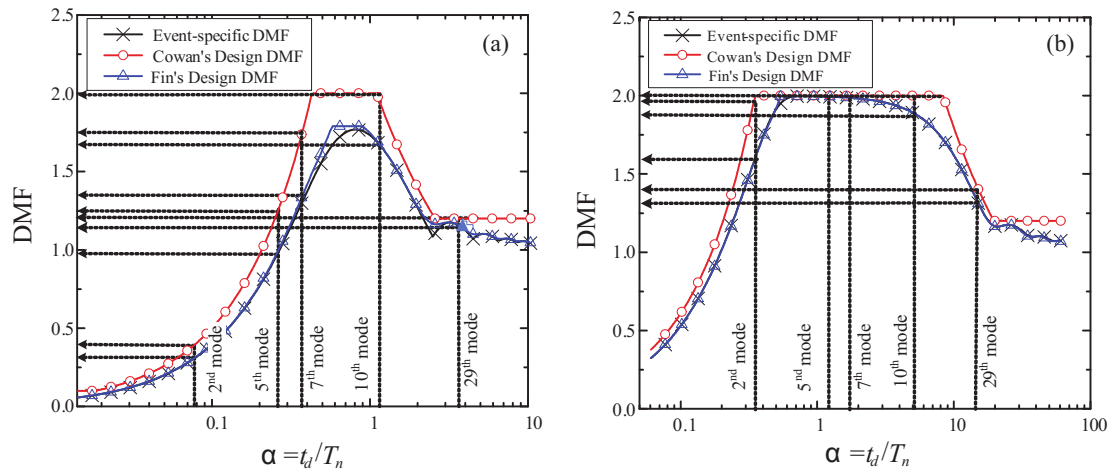 Event-specific DMF
Cowan's Design DMF
Fin's Design DMF
(a)
DMF
2.5
2.0
1.5
1.0
0.5
0.0
2nd mode
5th mode
7th mode
10th mode
29th mode
0.1
1
10
α =td/Tn
Event-specific DMF
Cowan's Design DMF
Fin's Design DMF
(b)
DMF
2.5
2.0
1.5
1.0
0.5
0.0
2nd mode
5nd mode
7th mode
10th mode
29th mode
0.1
1
10
100
α =td/Tn